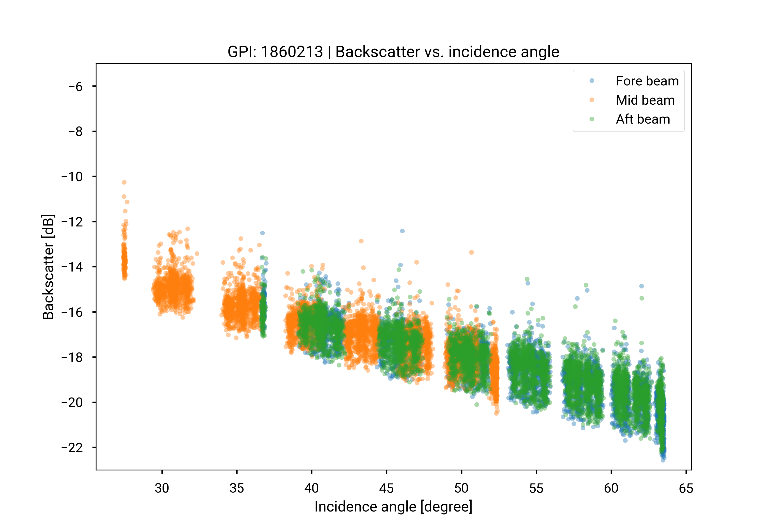 GPI: 1860213 | Backscatter vs. incidence angle
Fore beam
Mid beam
Aft beam
−6
−8
−10
−12
−14
−16
−18
−20
−22
Backscatter [dB]
30 35 40 45 50 55 60 65
Incidence angle [degree]